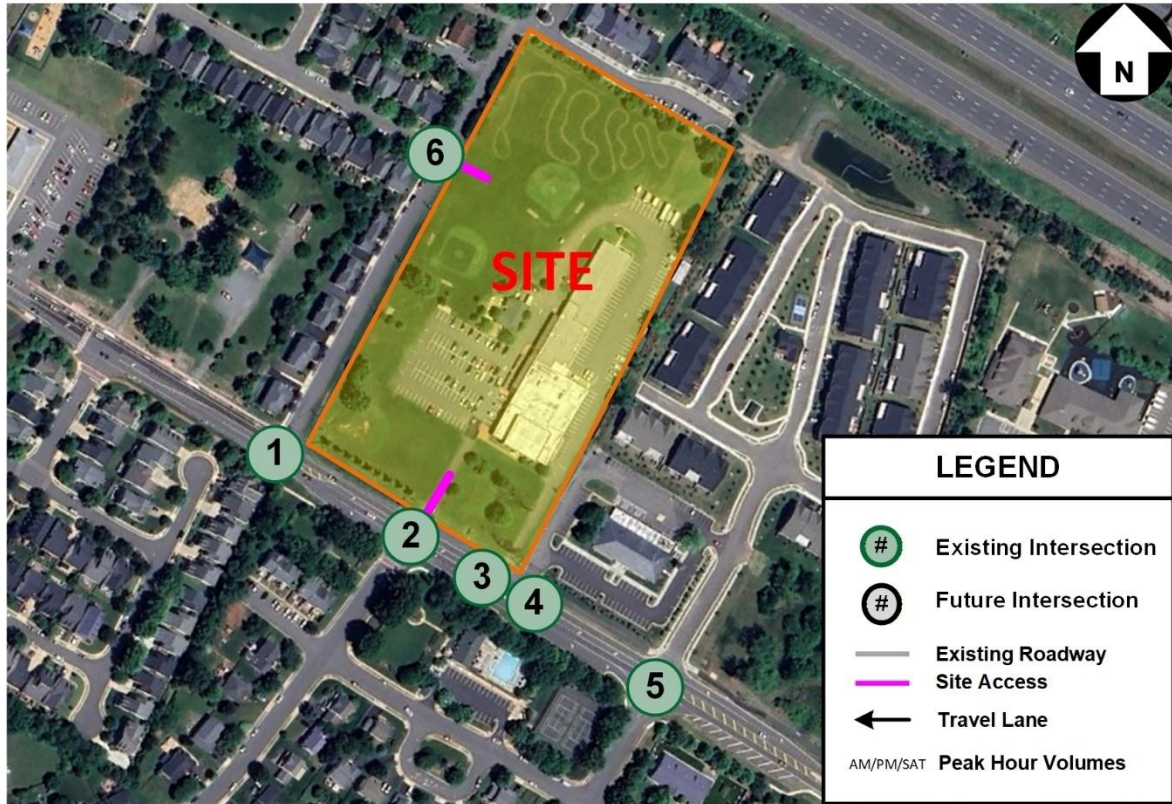 N
6
SITE
1
2
3
4
5
LEGEND
# Existing Intersection
# Future Intersection
Existing Roadway
Site Access
Travel Lane
AM/PM/SAT Peak Hour Volumes